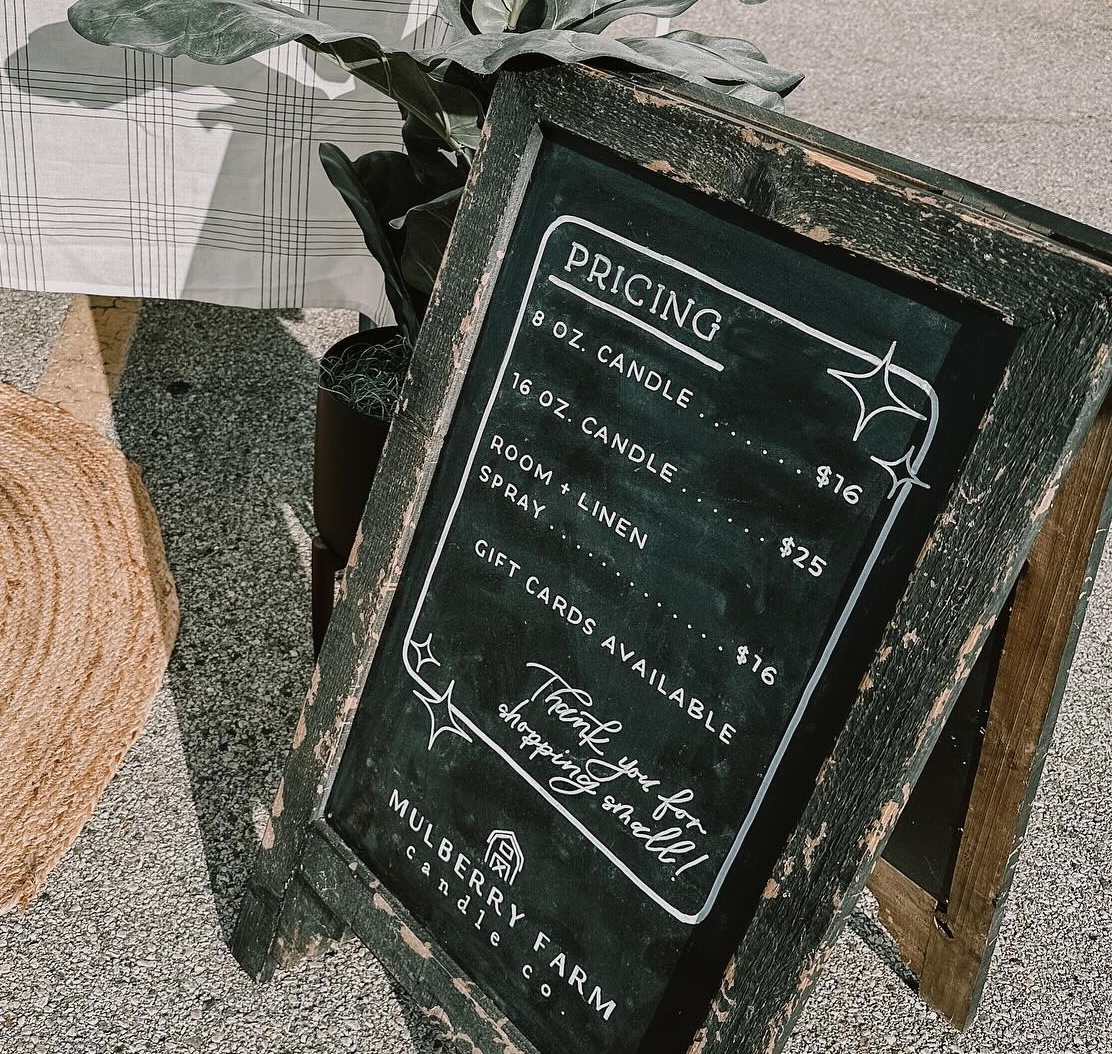 PRICING
8 OZ. CANDLE . . . . . . . . $16
16 OZ. CANDLE . . . . . . . $25
ROOM + LINEN
SPRAY . . . . . . . . . . . $16
GIFT CARDS AVAILABLE
Thank you for
shopping small!
MULBERRY FARM
candle co.